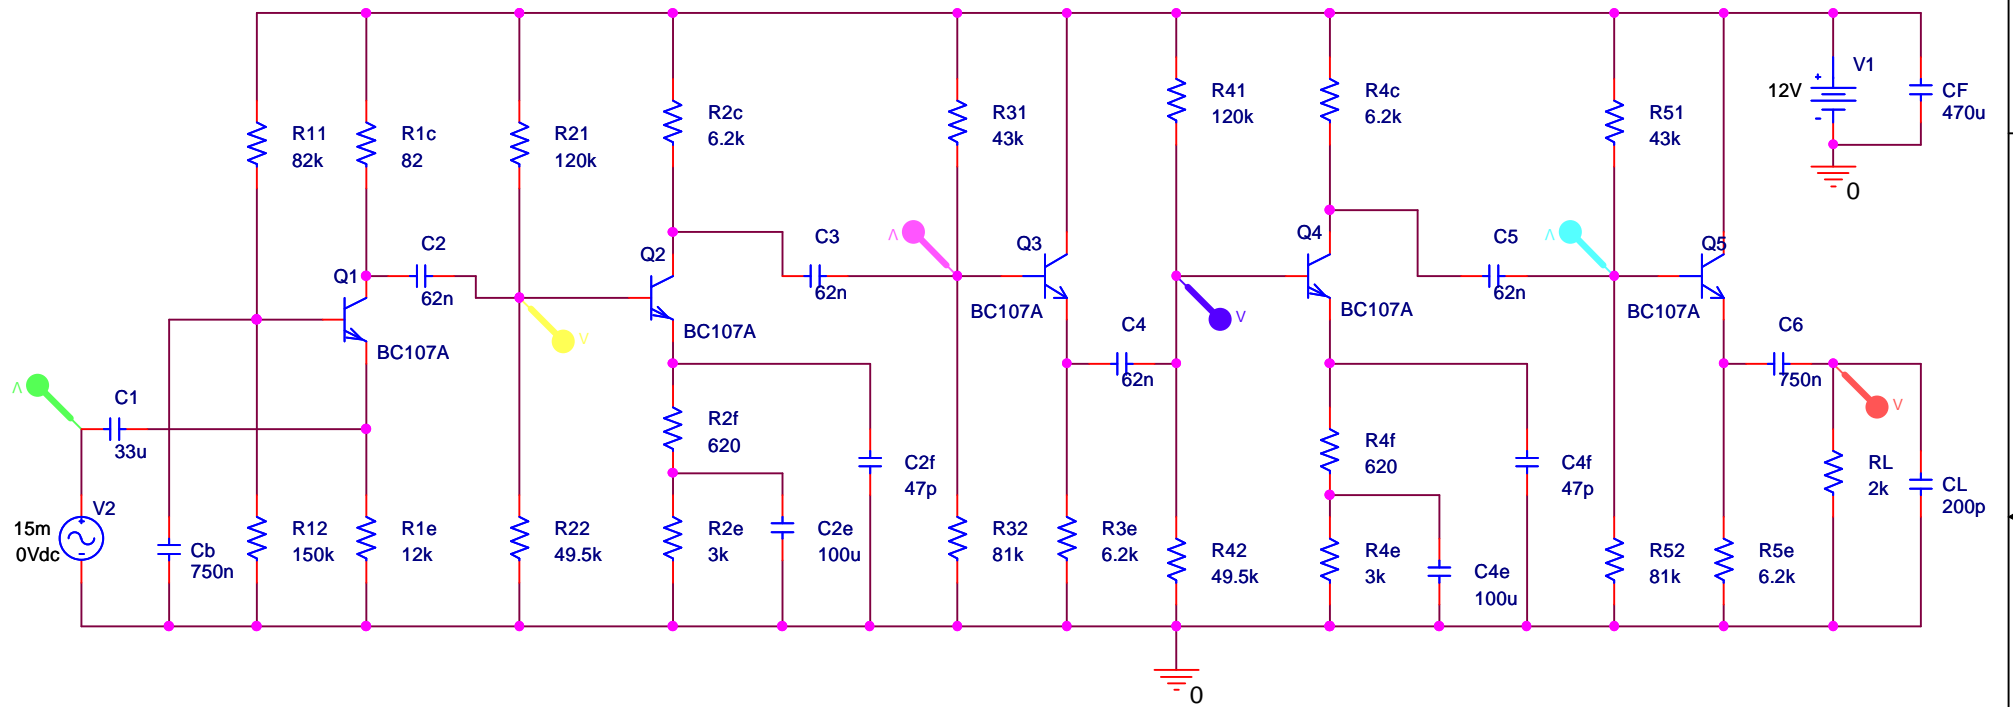 R11
82k
R1c
82
R21
120k
R2c
6.2k
R31
43k
R41
120k
R4c
6.2k
R51
43k
V1
12V
+
-
CF
470u
0
Q1
C2
62n
BC107A
Q2
BC107A
C3
62n
V
Q3
BC107A
C4
62n
V
V
Q4
BC107A
C5
62n
V
Q5
BC107A
C6
750n
V
V
C1
33u
V2
15m
0Vdc
+
-
Cb
750n
R12
150k
R1e
12k
R22
49.5k
R2f
620
R2e
3k
C2e
100u
C2f
47p
R32
81k
R3e
6.2k
R42
49.5k
R4f
620
R4e
3k
C4e
100u
C4f
47p
R52
81k
R5e
6.2k
RL
2k
CL
200p
0